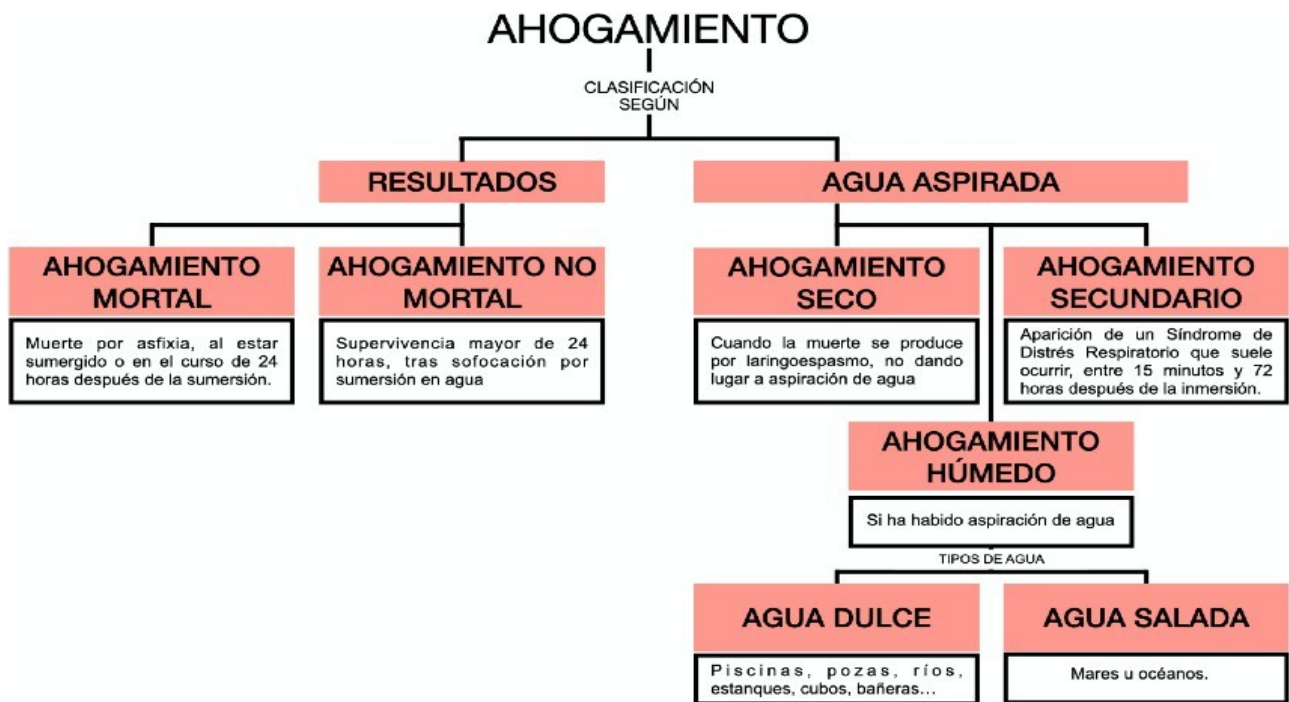 AHOGAMIENTO
CLASIFICACIÓN
SEGÚN
RESULTADOS
AGUA ASPIRADA
AHOGAMIENTO
MORTAL
Muerte por asfixia, al estar
sumergido o en el curso de 24
horas después de la sumersión.
AHOGAMIENTO NO
MORTAL
Supervivencia mayor de 24
horas, tras sofocación por
sumersión en agua
AHOGAMIENTO
SECO
Cuando la muerte se produce
por laringoespasmo, no dando
lugar a aspiración de agua
AHOGAMIENTO
SECUNDARIO
Aparición de un Síndrome de
Distrés Respiratorio que suele
ocurrir, entre 15 minutos y 72
horas después de la inmersión.
AHOGAMIENTO
HÚMEDO
Si ha habido aspiración de agua
TIPOS DE AGUA
AGUA DULCE
Piscinas, pozas, ríos,
estanques, cubos, bañeras...
AGUA SALADA
Mares u océanos.